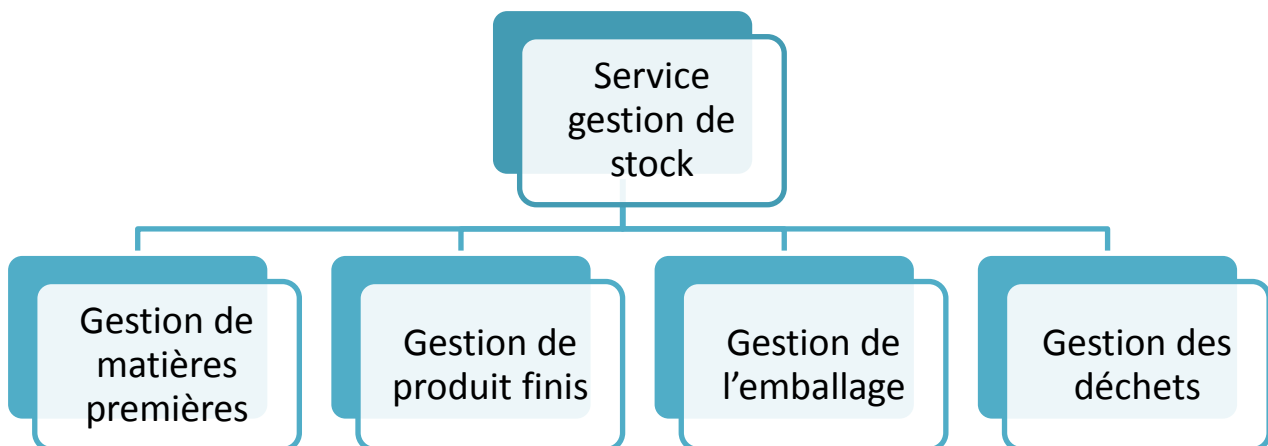 Service
gestion de
stock
Gestion de
matières
premières
Gestion de
produit finis
Gestion de
l’emballage
Gestion des
déchets